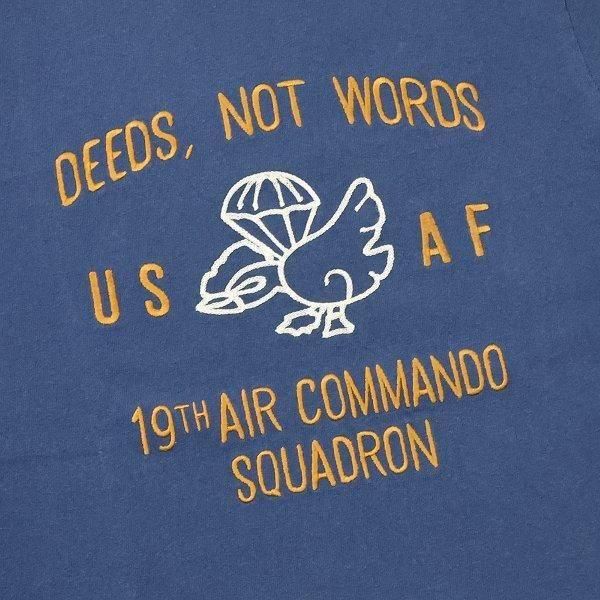 DEEDS, NOT WORDS
US AF
19TH AIR COMMANDO
SQUADRON